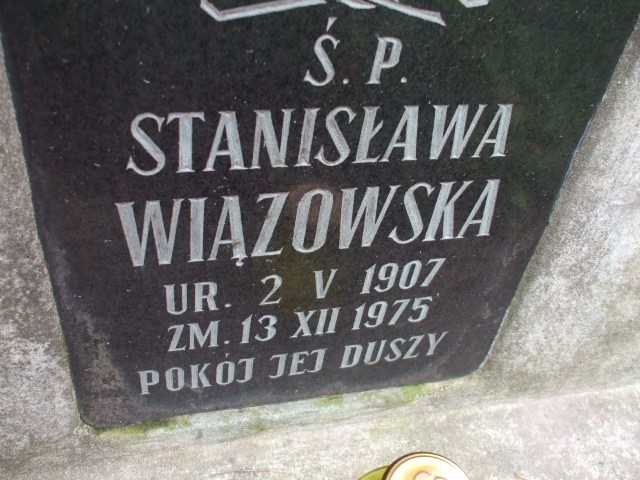 Ś. P.
STANISŁAWA
WIĄZOWSKA
UR. 2 V 1907
ZM. 13 XII 1975
POKÓJ JEJ DUSZY